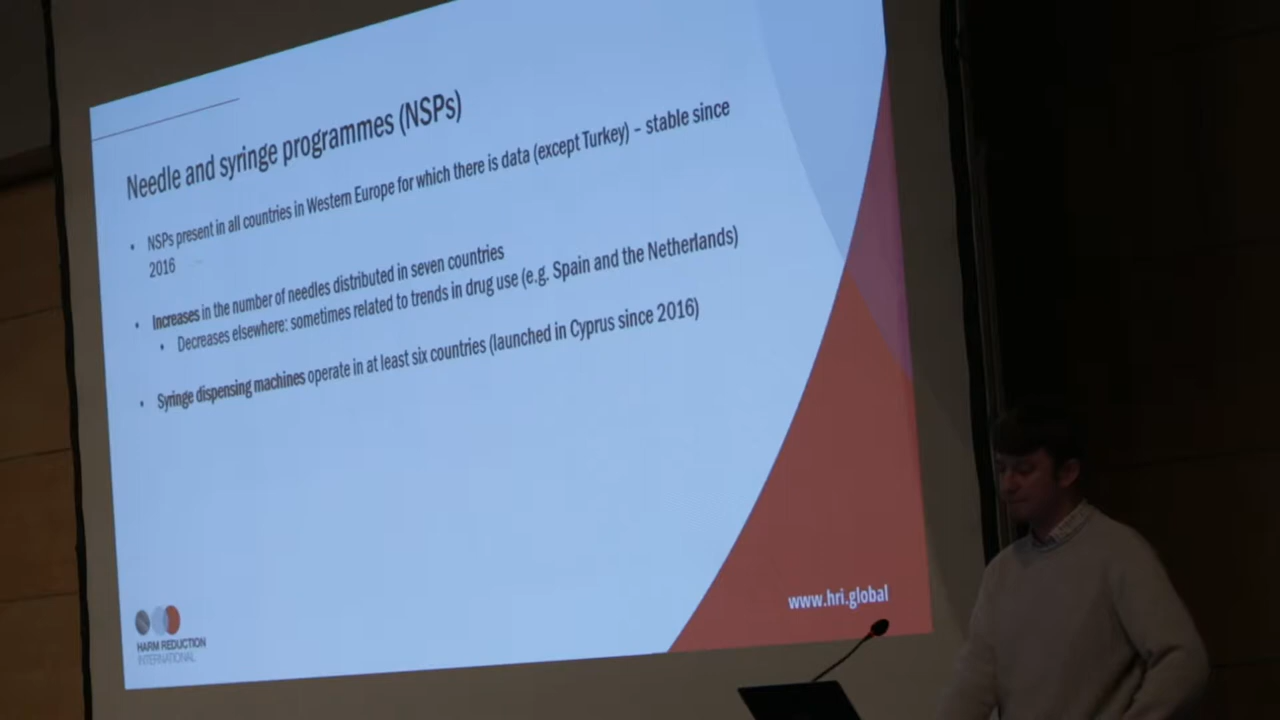 Needle and syringe programmes (NSPs)
• NSPs present in all countries in Western Europe for which there is data (except Turkey) – stable since
2016
• Increases in the number of needles distributed in seven countries
• Decreases elsewhere: sometimes related to trends in drug use (e.g. Spain and the Netherlands)
• Syringe dispensing machines operate in at least six countries (launched in Cyprus since 2016)
HARM REDUCTION
INTERNATIONAL
www.hri.global